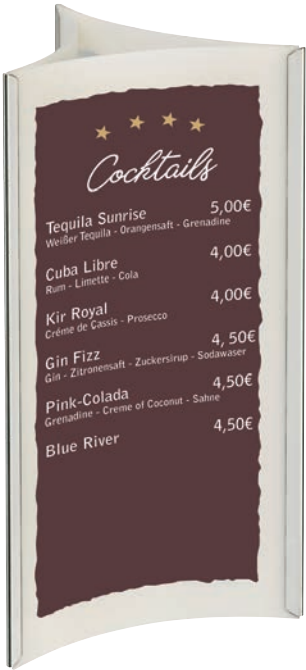 Cocktails
Tequila Sunrise 5,00€
Weißer Tequila - Orangensaft - Grenadine
Cuba Libre 4,00€
Rum - Limette - Cola
Kir Royal 4,00€
Créme de Cassis - Prosecco
Gin Fizz 4, 50€
Gin - Zitronensaft - Zuckersirup - Sodawaser
Pink-Colada 4,50€
Grenadine - Creme of Coconut - Sahne
Blue River 4,50€